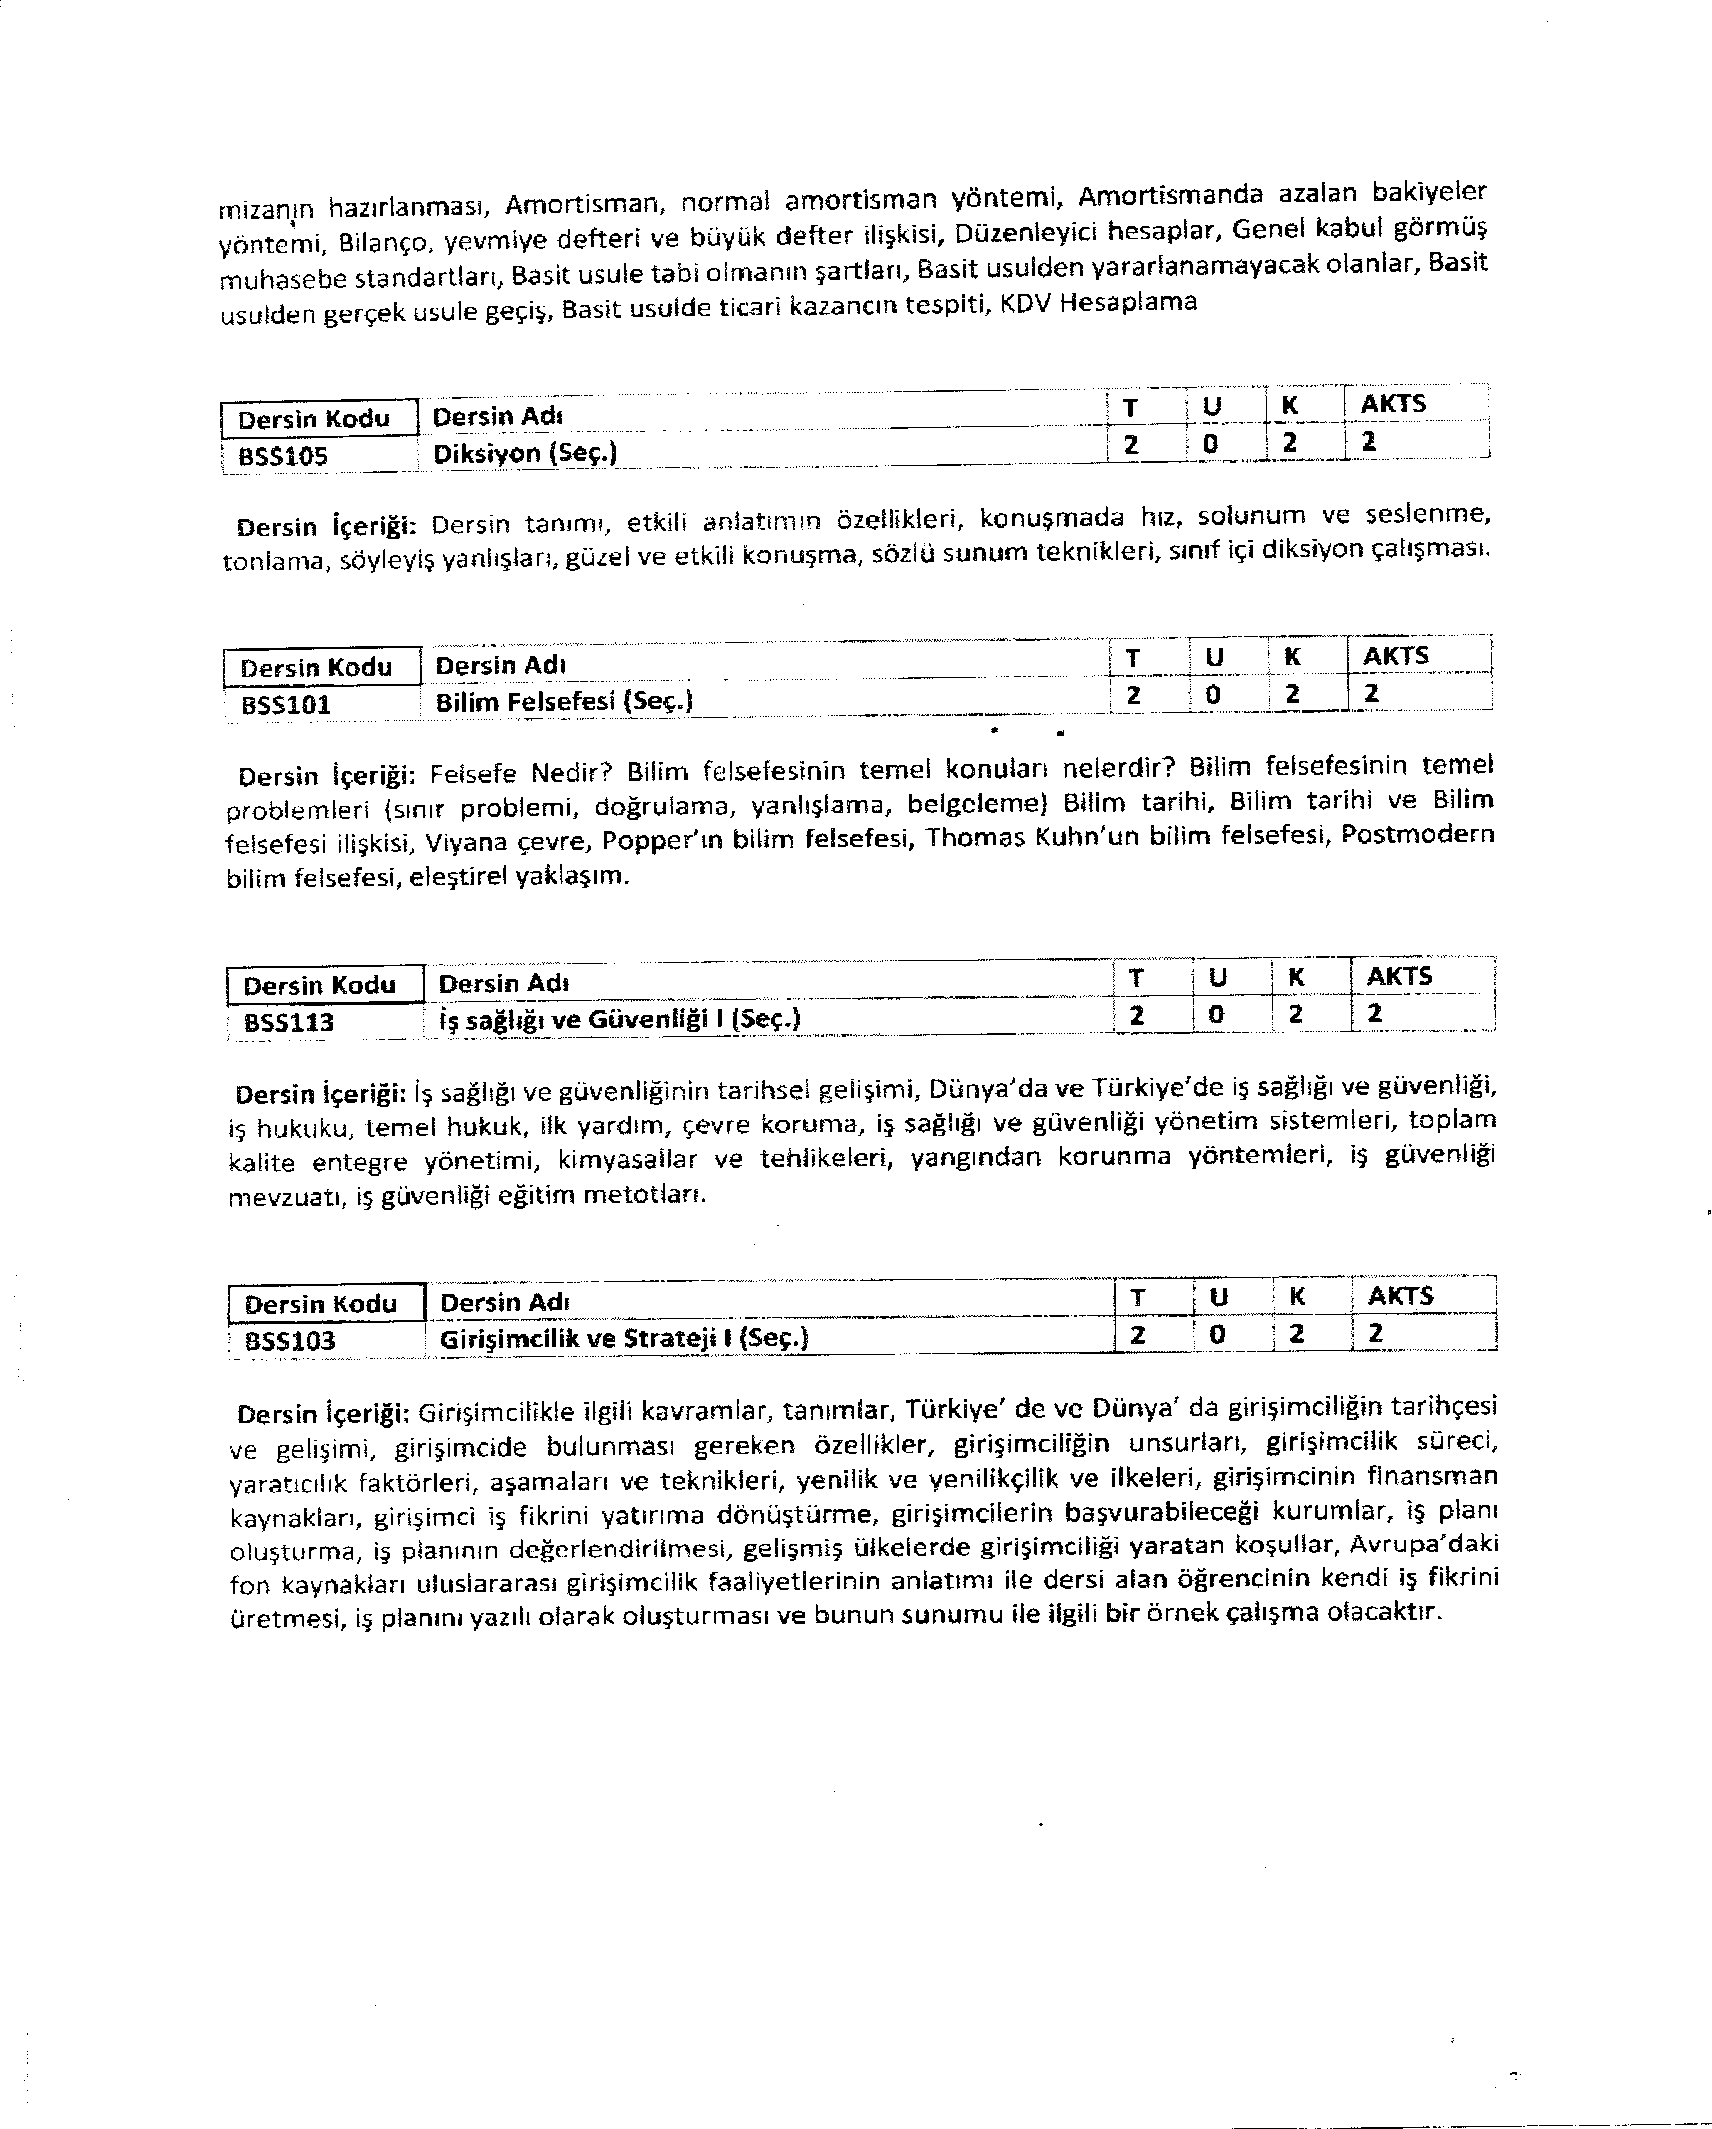 mizanın hazırlanması, Amortisman, normal amortisman yöntemi, Amortismanda azalan bakiyeler
yöntemi, Bilanço, yevmiye defteri ve büyük defter ilişkisi, Düzenleyici hesaplar, Genel kabul görmüş
muhasebe standartları, Basit usule tabi olmanın şartları, Basit usulden yararlanamayacak olanlar, Basit
usulden gerçek usule geçiş, Basit usulde ticari kazancın tespiti, KDV Hesaplama
Dersin Kodu Dersin Adı T U K AKTS
BSS105 Diksiyon (Seç.) 2 0 2 2
Dersin İçeriği: Dersin tanımı, etkili anlatımın özellikleri, konuşmada hız, solunum ve seslenme,
tonlama, söyleyiş yanlışları, güzel ve etkili konuşma, sözlü sunum teknikleri, sınıf içi diksiyon çalışması.
Dersin Kodu Dersin Adı T U K AKTS
BSS101 Bilim Felsefesi (Seç.) 2 0 2 2
Dersin İçeriği: Felsefe Nedir? Bilim felsefesinin temel konuları nelerdir? Bilim felsefesinin temel
problemleri (sınır problemi, doğrulama, yanlışlama, belgeleme) Bilim tarihi, Bilim tarihi ve Bilim
felsefesi ilişkisi, Viyana çevre, Popper'ın bilim felsefesi, Thomas Kuhn'un bilim felsefesi, Postmodern
bilim felsefesi, eleştirel yaklaşım.
Dersin Kodu Dersin Adı T U K AKTS
BSS113 İş sağlığı ve Güvenliği I (Seç.) 2 0 2 2
Dersin İçeriği: İş sağlığı ve güvenliğinin tarihsel gelişimi, Dünya'da ve Türkiye'de iş sağlığı ve güvenliği,
iş hukuku, temel hukuk, ilk yardım, çevre koruma, iş sağlığı ve güvenliği yönetim sistemleri, toplam
kalite entegre yönetimi, kimyasallar ve tehlikeleri, yangından korunma yöntemleri, iş güvenliği
mevzuatı, iş güvenliği eğitim metotları.
Dersin Kodu Dersin Adı T U K AKTS
BSS103 Girişimcilik ve Strateji I (Seç.) 2 0 2 2
Dersin İçeriği: Girişimcilikle ilgili kavramlar, tanımlar, Türkiye' de ve Dünya' da girişimciliğin tarihçesi
ve gelişimi, girişimcide bulunması gereken özellikler, girişimciliğin unsurları, girişimcilik süreci,
yaratıcılık faktörleri, aşamaları ve teknikleri, yenilik ve yenilikçilik ve ilkeleri, girişimcinin finansman
kaynakları, girişimci iş fikrini yatırıma dönüştürme, girişimcilerin başvurabileceği kurumlar, iş planı
oluşturma, iş planının değerlendirilmesi, gelişmiş ülkelerde girişimciliği yaratan koşullar, Avrupa'daki
fon kaynakları uluslararası girişimcilik faaliyetlerinin anlatımı ile dersi alan öğrencinin kendi iş fikrini
üretmesi, iş planını yazılı olarak oluşturması ve bunun sunumu ile ilgili bir örnek çalışma olacaktır.